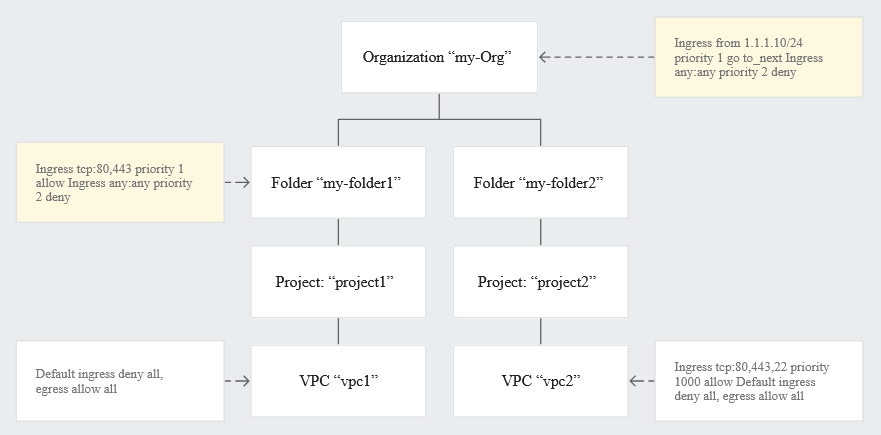 Organization “my-Org”
Ingress from 1.1.1.10/24
priority 1 go to_next Ingress
any:any priority 2 deny
Ingress tcp:80,443 priority 1
allow Ingress any:any priority
2 deny
Folder “my-folder1”
Folder “my-folder2”
Project: “project1”
Project: “project2”
Default ingress deny all,
egress allow all
VPC “vpc1”
VPC “vpc2”
Ingress tcp:80,443,22 priority
1000 allow Default ingress
deny all, egress allow all